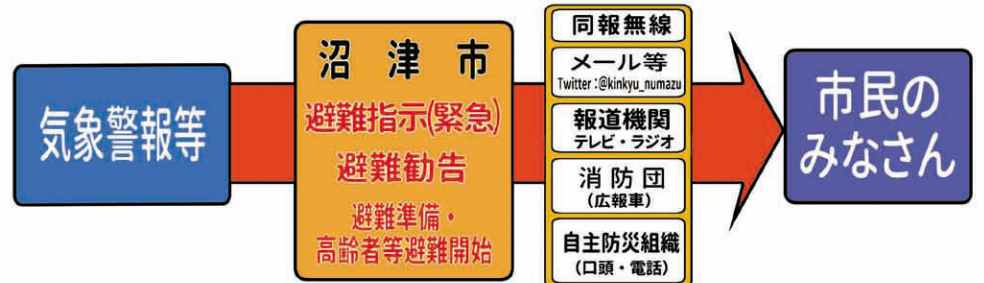 気象警報等
沼津市
避難指示(緊急)
避難勧告
避難準備・
高齢者等避難開始
同報無線
メール等
Twitter:@kinkyu_numazu
報道機関
テレビ・ラジオ
消防団
(広報車)
自主防災組織
(口頭・電話)
市民の
みなさん